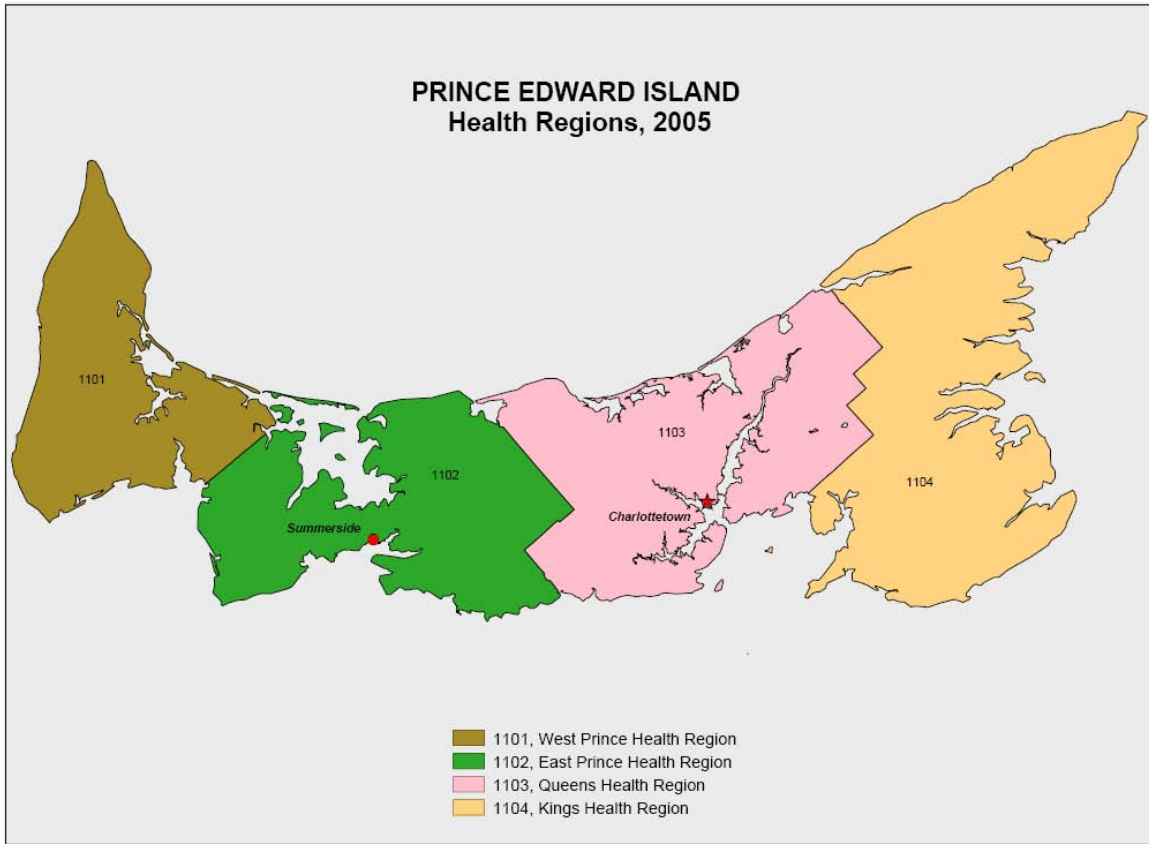 PRINCE EDWARD ISLAND
Health Regions, 2005
1101
1103
1102
1104
Charlottetown
Summerside
1101, West Prince Health Region
1102, East Prince Health Region
1103, Queens Health Region
1104, Kings Health Region